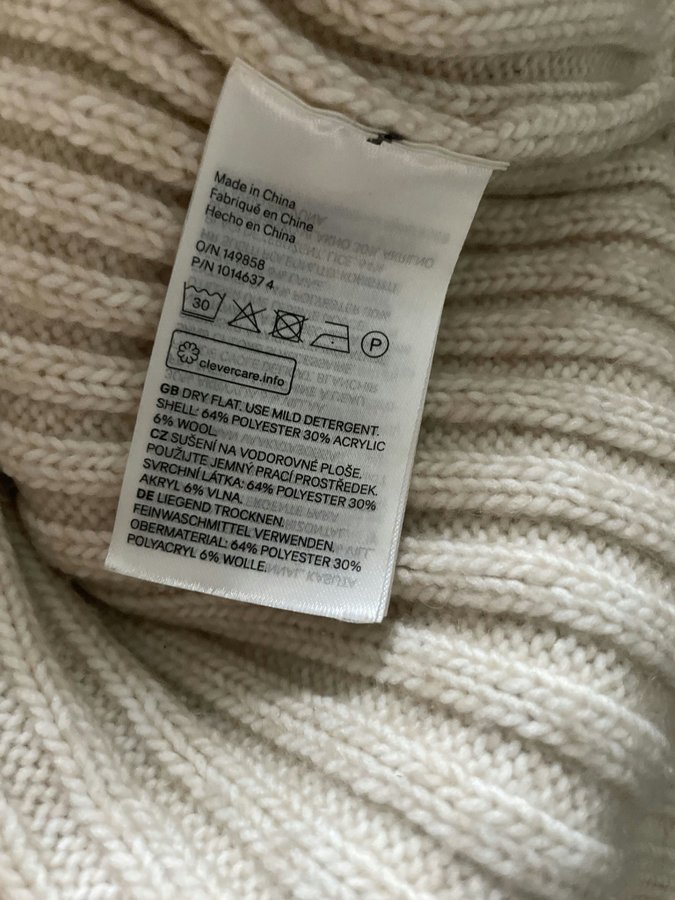 Made in China
Fabriqué en Chine
Hecho en China
O/N 149858
P/N 1014637 4
30
P
clevercare.info
GB DRY FLAT. USE MILD DETERGENT.
SHELL: 64% POLYESTER 30% ACRYLIC
6% WOOL.
CZ SUŠENÍ NA VODOROVNÉ PLOŠE.
POUŽIJTE JEMNÝ PRACÍ PROSTŘEDEK.
SVRCHNÍ LÁTKA: 64% POLYESTER 30%
AKRYL 6% VLNA.
DE LIEGEND TROCKNEN.
FEINWASCHMITTEL VERWENDEN.
OBERMATERIAL: 64% POLYESTER 30%
POLYACRYL 6% WOLLE.